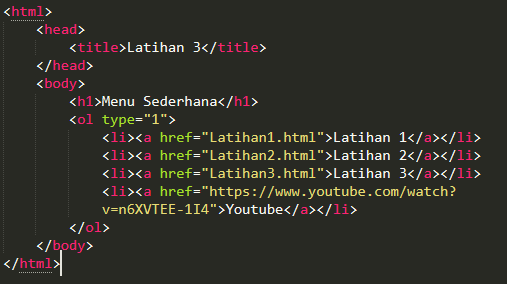 <html>
<head>
<title>Latihan 3</title>
</head>
<body>
<h1>Menu Sederhana</h1>
<ol type="1">
<li><a href="Latihan1.html">Latihan 1</a></li>
<li><a href="Latihan2.html">Latihan 2</a></li>
<li><a href="Latihan3.html">Latihan 3</a></li>
<li><a href="https://www.youtube.com/watch?
v=n6XVTEE-1I4">Youtube</a></li>
</ol>
</body>
</html>